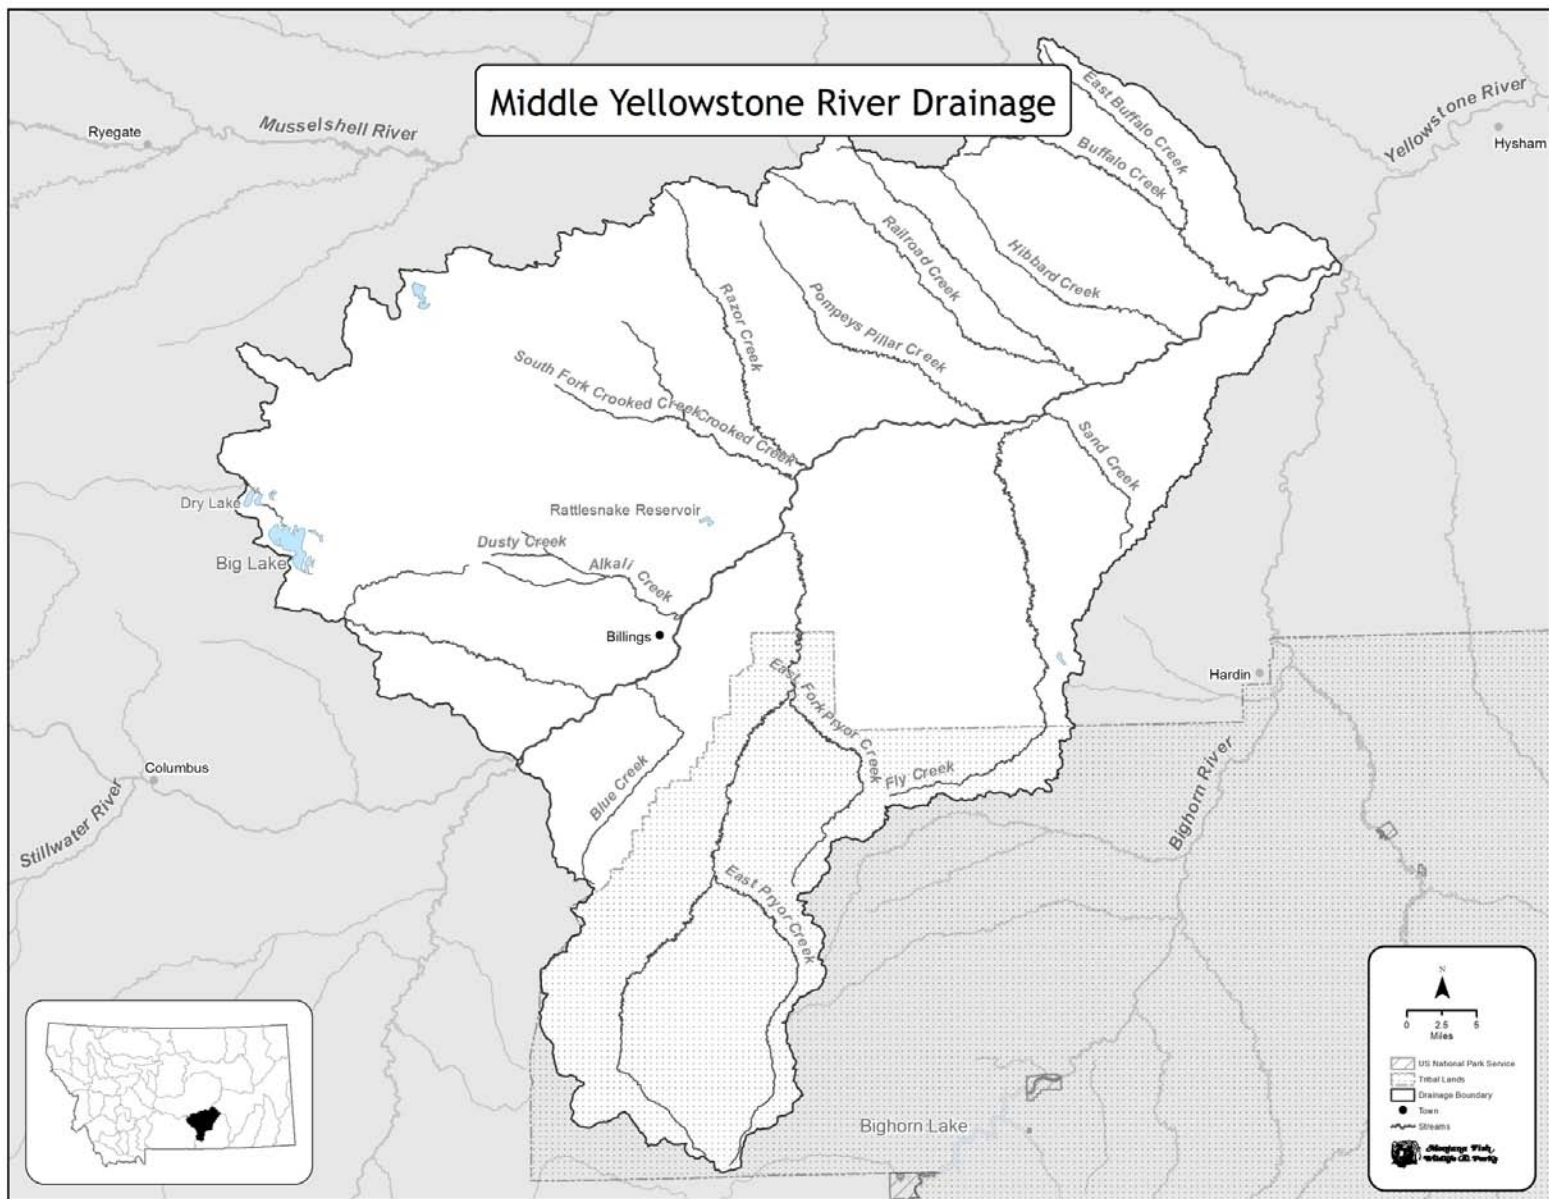 Middle Yellowstone River Drainage
East Buffalo Creek
Yellowstone River
Hysham
Ryegate
Musselshell River
Buffalo Creek
Railroad Creek
Hibbard Creek
Razor Creek
Pompeys Pillar Creek
South Fork Crooked Creek
Crooked Creek
Sand Creek
Dry Lake
Rattlesnake Reservoir
Dusty Creek
Big Lake
Alkali Creek
Billings
East Fork Pryor Creek
Hardin
Columbus
Blue Creek
Fly Creek
Bighorn River
Stillwater River
East Pryor Creek
Bighorn Lake
N
0 2.5 5
Miles
US National Park Service
Tribal Lands
Drainage Boundary
Town
Streams
Montana Fish
Wildlife & Parks